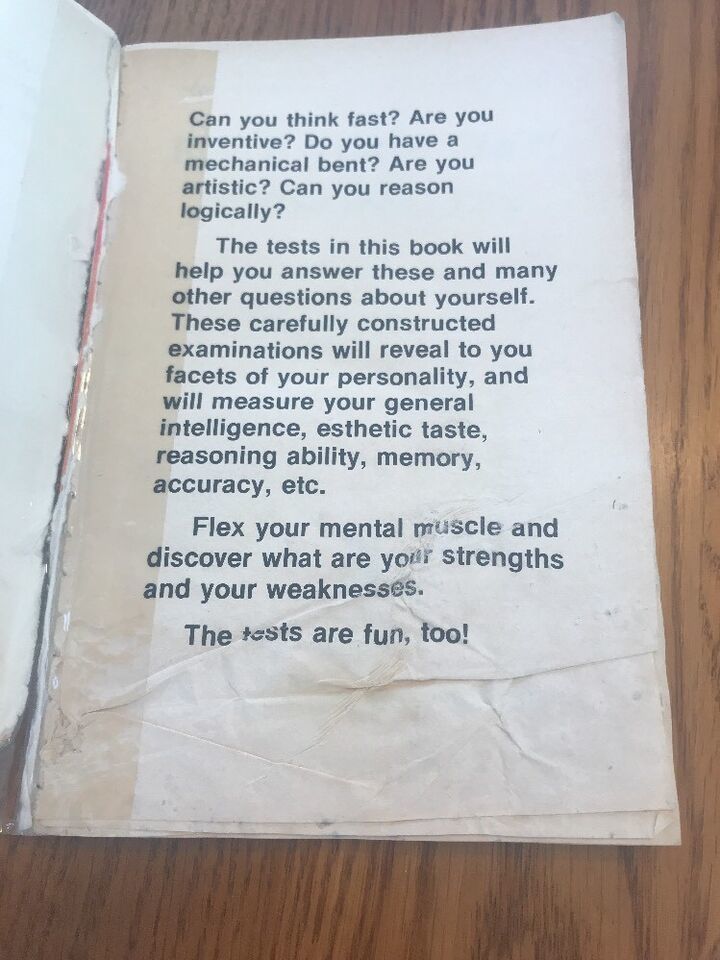 Can you think fast? Are you
inventive? Do you have a
mechanical bent? Are you
artistic? Can you reason
logically?
The tests in this book will
help you answer these and many
other questions about yourself.
These carefully constructed
examinations will reveal to you
facets of your personality, and
will measure your general
intelligence, esthetic taste,
reasoning ability, memory,
accuracy, etc.
Flex your mental muscle and
discover what are your strengths
and your weaknesses.
The tests are fun, too!